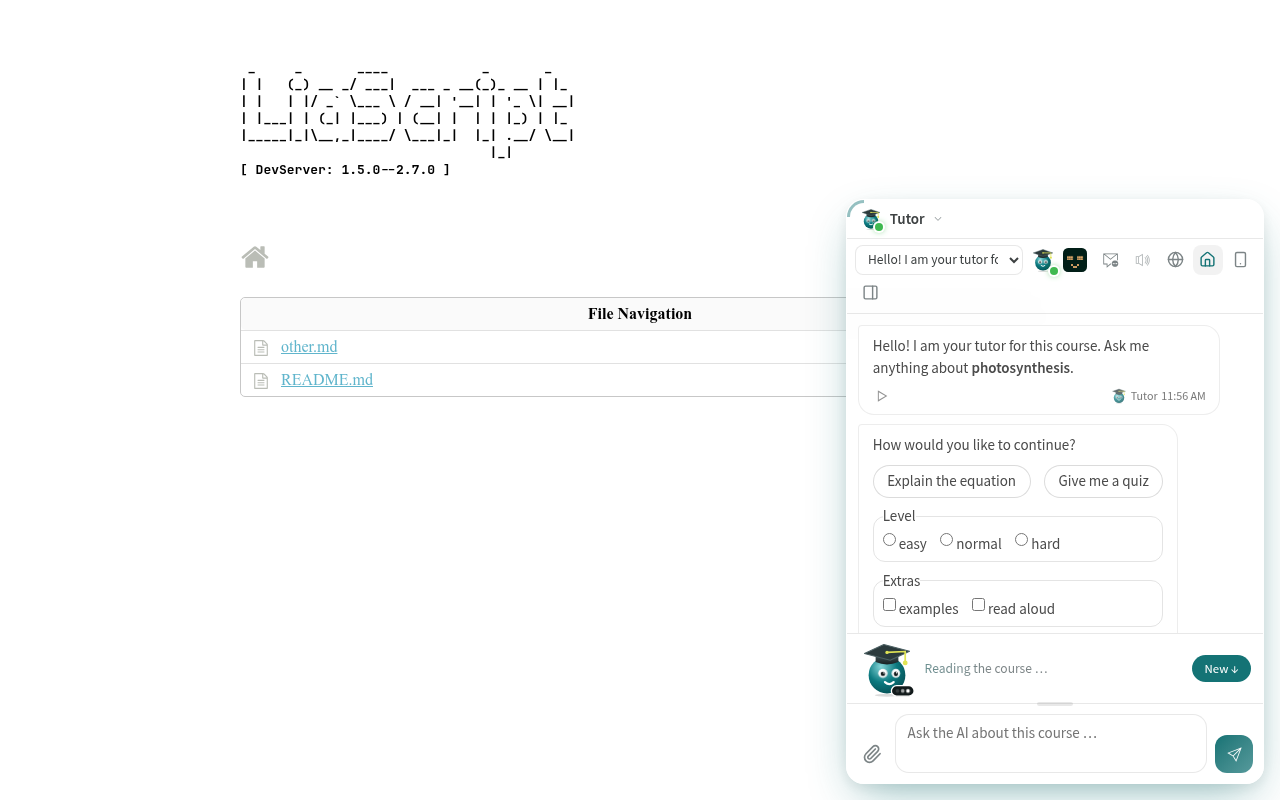 LiaScript
[ DevServer: 1.5.0--2.7.0 ]
File Navigation
other.md
README.md
Tutor
Hello! I am your tutor fo
Hello! I am your tutor for this course. Ask me
anything about photosynthesis.
Tutor 11:56 AM
How would you like to continue?
Explain the equation
Give me a quiz
Level
easy
normal
hard
Extras
examples
read aloud
Reading the course …
New ↓
Ask the AI about this course …